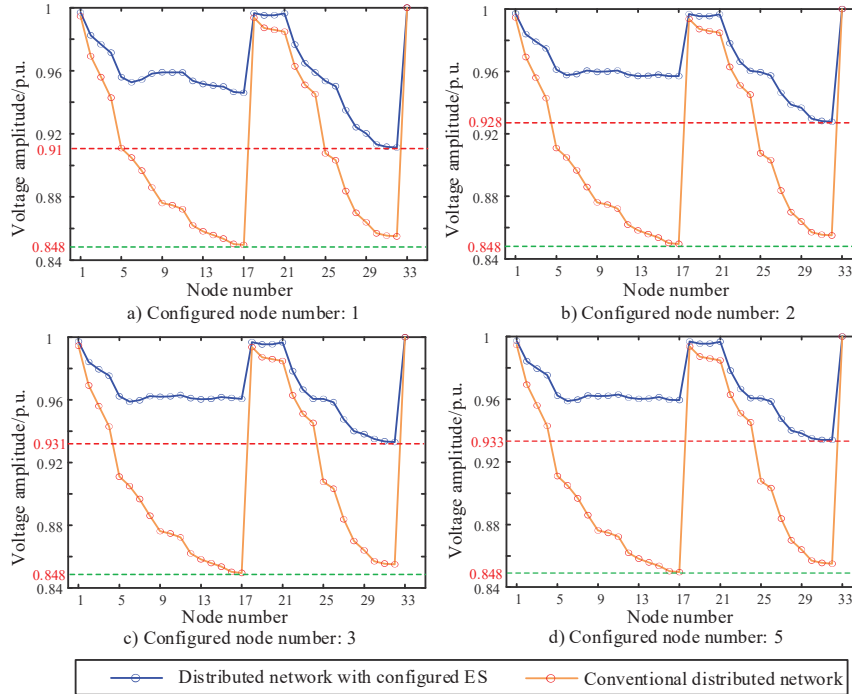 Voltage amplitude/p.u.
1
0.96
0.92
0.91
0.88
0.848
0.84
1 5 9 13 17 21 25 29 33
Node number
a) Configured node number: 1
Voltage amplitude/p.u.
1
0.96
0.928
0.92
0.88
0.848
0.84
1 5 9 13 17 21 25 29 33
Node number
b) Configured node number: 2
Voltage amplitude/p.u.
1
0.96
0.931
0.92
0.88
0.848
0.84
1 5 9 13 17 21 25 29 33
Node number
c) Configured node number: 3
Voltage amplitude/p.u.
1
0.96
0.933
0.92
0.88
0.848
0.84
1 5 9 13 17 21 25 29 33
Node number
d) Configured node number: 5
Distributed network with configured ES
Conventional distributed network